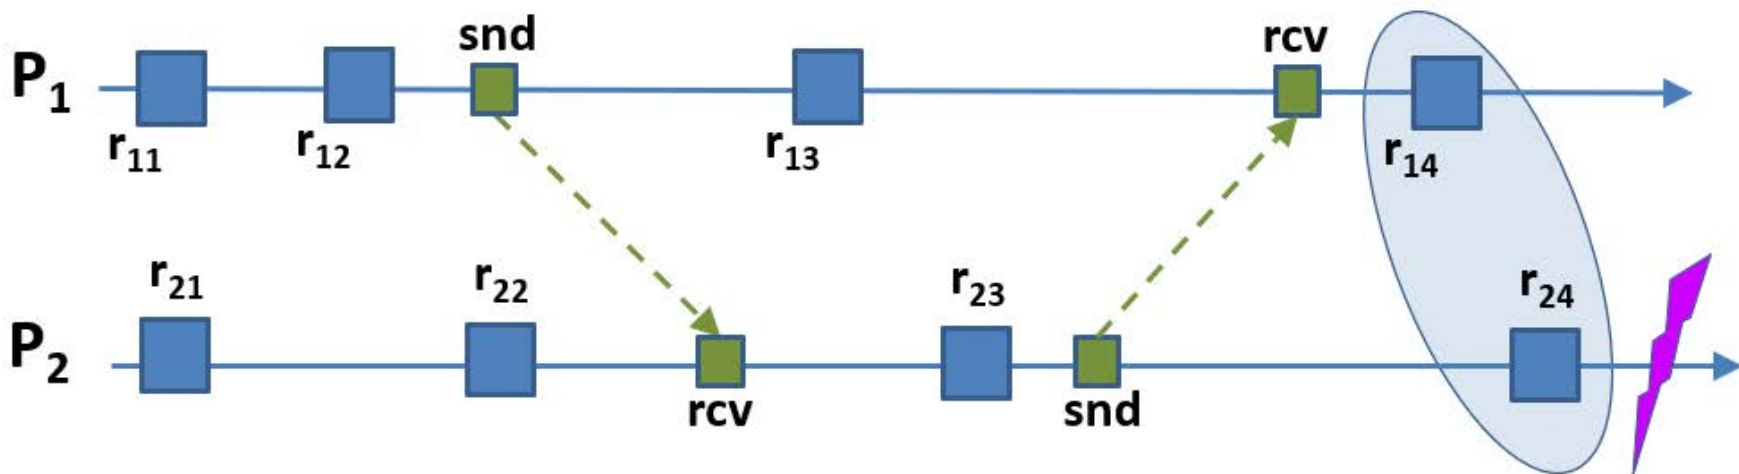 snd rcv
P₁
r₁₁ r₁₂ r₁₃ r₁₄
r₂₁ r₂₂ r₂₃ r₂₄
P₂
rcv snd